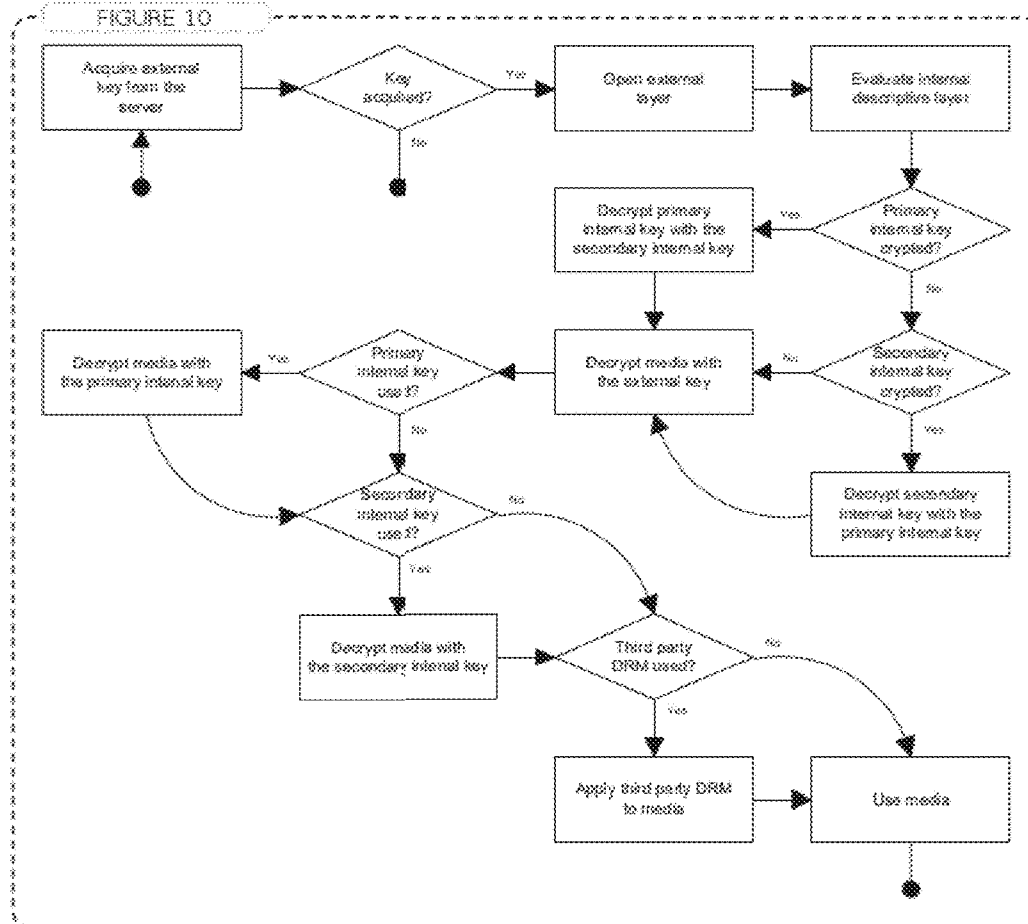 FIGURE 10
Acquire external
key from the
server
Key
acquired?
Yes
No
Open external
layer
Evaluate internal
descriptive layer
Primary
internal key
crypted?
Yes
No
Decrypt primary
internal key with the
secondary internal key
Secondary
internal key
crypted?
No
Yes
Decrypt secondary
internal key with the
primary internal key
Decrypt media with
the external key
Primary
internal key
used?
Yes
No
Decrypt media with
the primary internal key
Secondary
internal key
used?
No
Yes
Decrypt media with
the secondary internal key
Third party
DRM used?
No
Yes
Apply third party DRM
to media
Use media